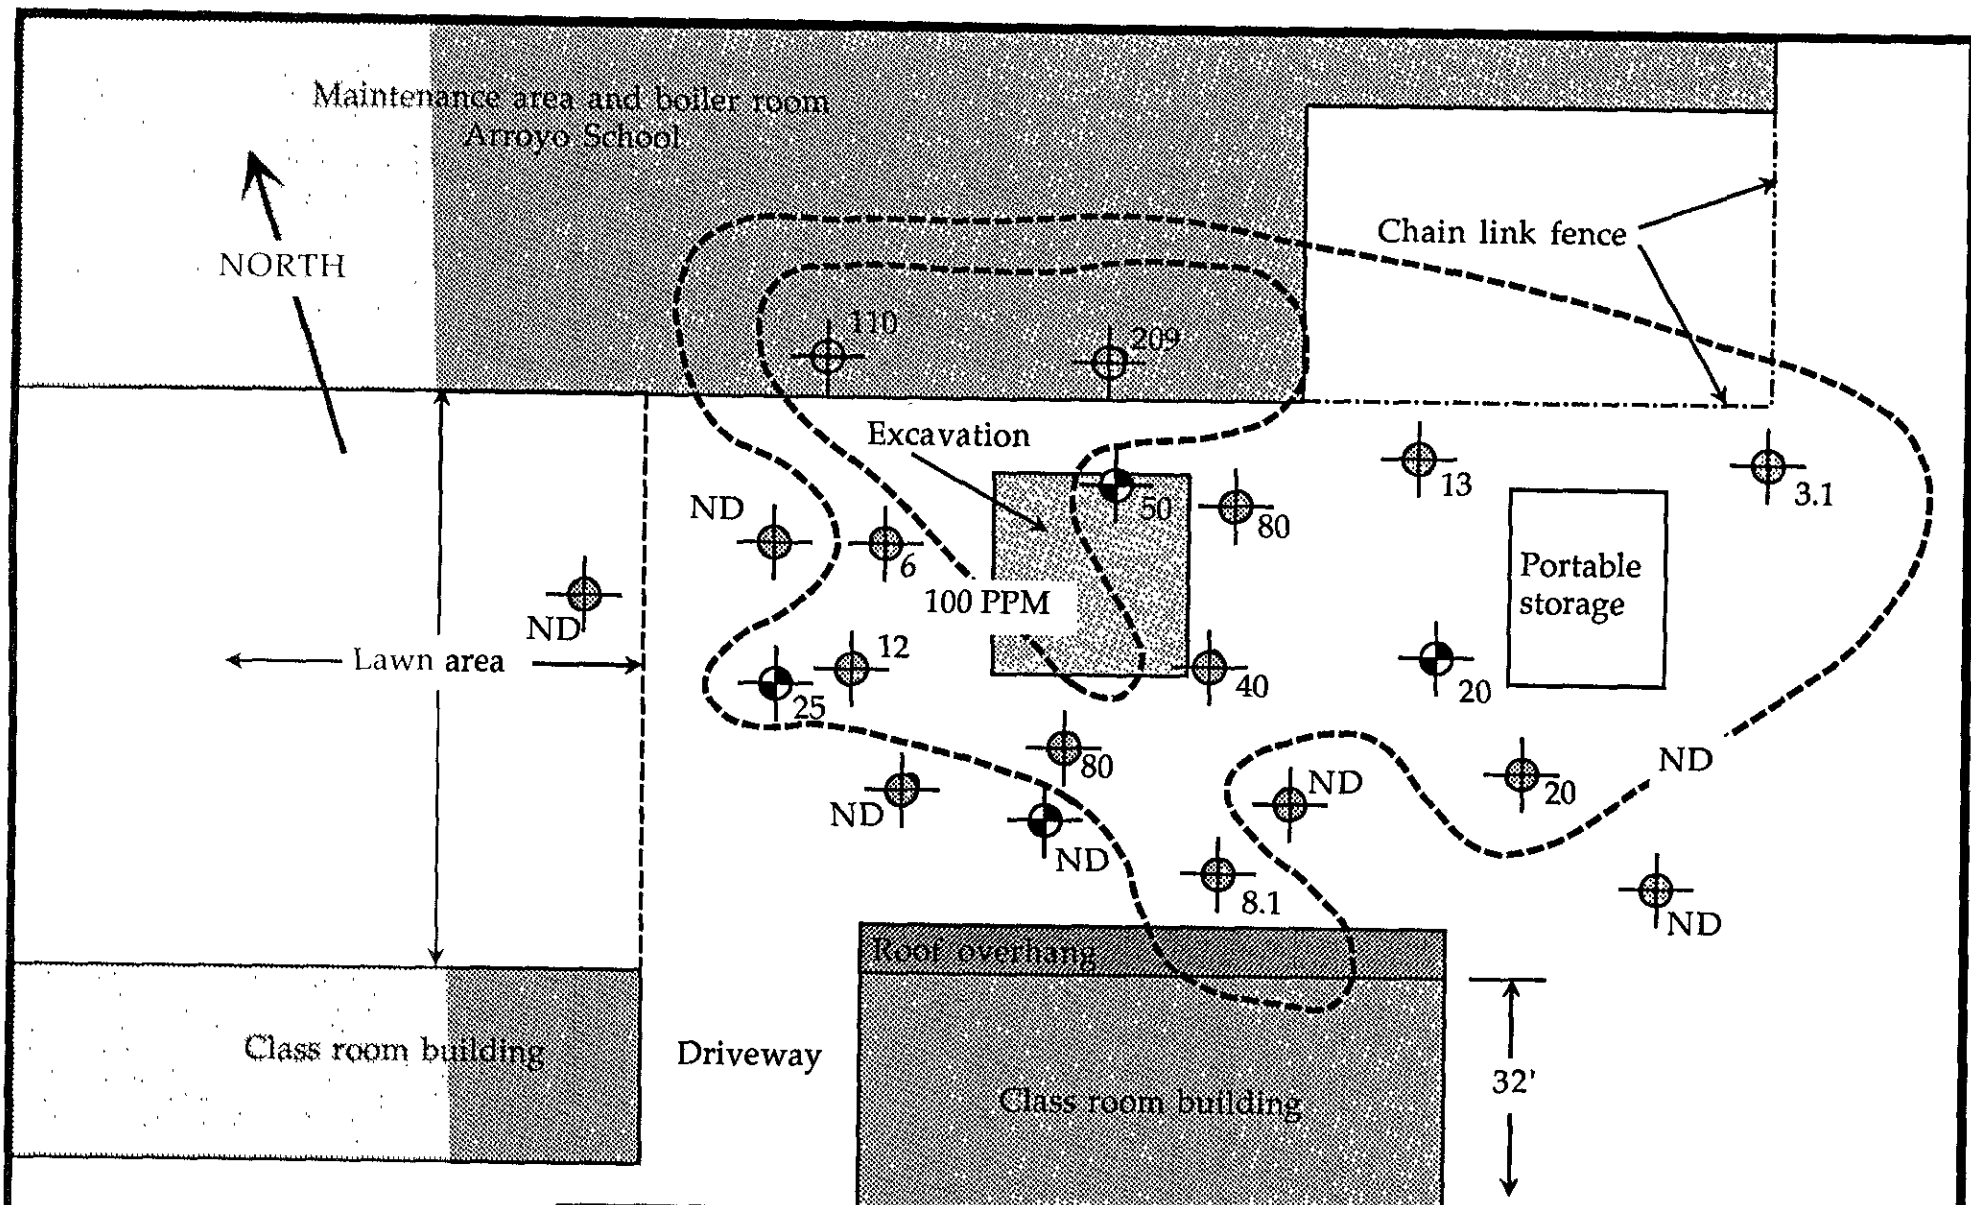 Maintenance area and boiler room
Arroyo School
NORTH
Chain link fence
110
209
Excavation
ND
50
80
13
3.1
6
ND
100 PPM
Portable
storage
Lawn area
12
25
40
20
80
ND
ND
ND
20
ND
8.1
ND
Roof overhang
Class room building
Driveway
Class room building
32'